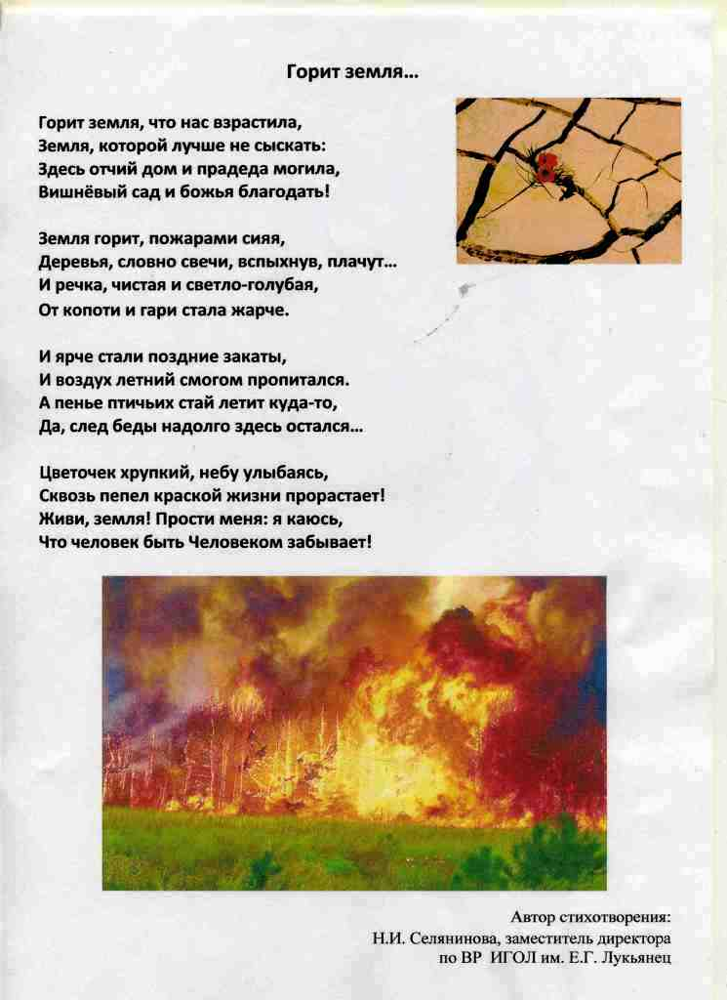 Горит земля...
Горит земля, что нас взрастила,
Земля, которой лучше не сыскать:
Здесь отчий дом и прадеда могила,
Вишнёвый сад и божья благодать!
Земля горит, пожарами сияя,
Деревья, словно свечи, вспыхнув, плачут...
И речка, чистая и светло-голубая,
От копоти и гари стала жарче.
И ярче стали поздние закаты,
И воздух летний смогом пропитался.
А пенье птичьих стай летит куда-то,
Да, след беды надолго здесь остался...
Цветочек хрупкий, небу улыбаясь,
Сквозь пепел краской жизни прорастает!
Живи, земля! Прости меня: я каюсь,
Что человек быть Человеком забывает!
Автор стихотворения:
Н.И. Селянинова, заместитель директора
по ВР ИГОЛ им. Е.Г. Лукьянец